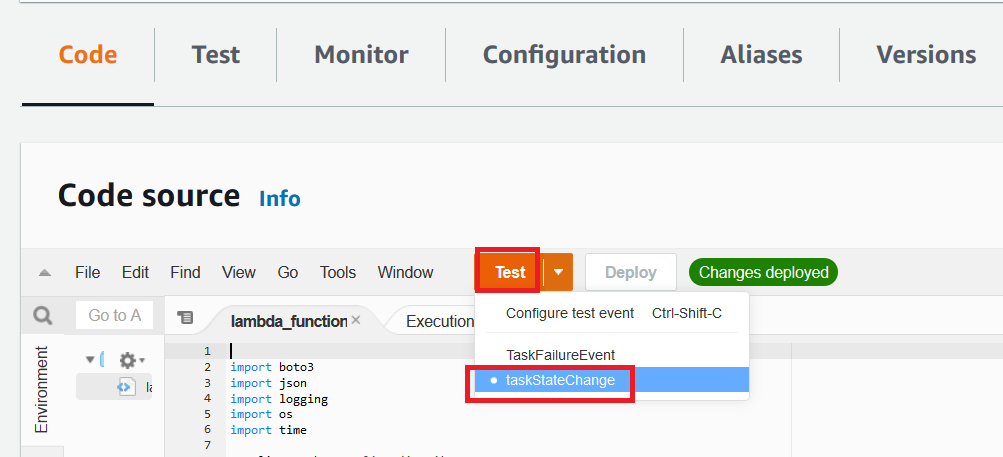 Code Test Monitor Configuration Aliases Versions
Code source Info
File Edit Find View Go Tools Window Test Deploy Changes deployed
Go to A
lambda_function Execution
Configure test event Ctrl-Shift-C
TaskFailureEvent
taskStateChange
Environment
la
1
2 import boto3
3 import json
4 import logging
5 import os
6 import time
7